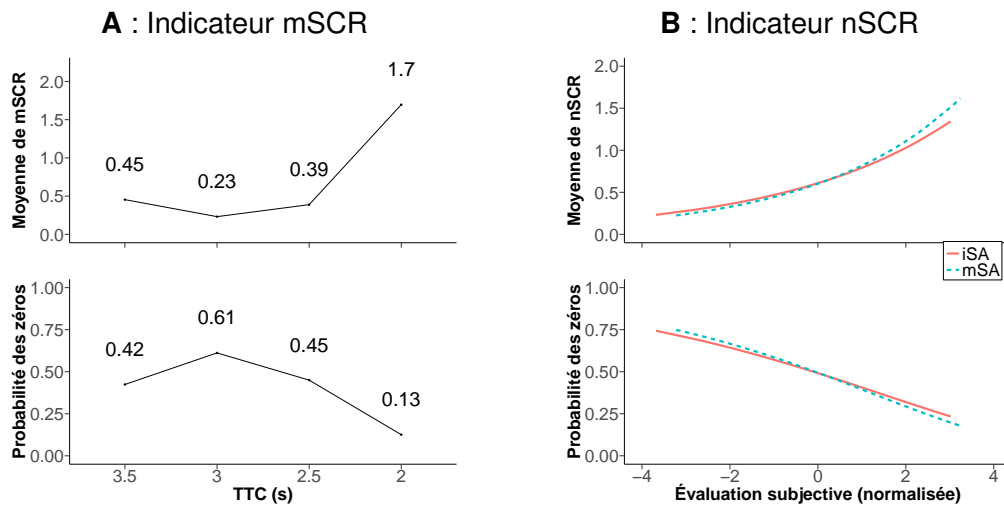 A : Indicateur mSCR
Moyenne de mSCR
2.0
1.5
1.0
0.5
0.0
0.45
0.23
0.39
1.7
Probabilité des zéros
1.00
0.75
0.50
0.25
0.00
0.42
0.61
0.45
0.13
3.5 3 2.5 2
TTC (s)
B : Indicateur nSCR
Moyenne de nSCR
2.0
1.5
1.0
0.5
0.0
iSA
mSA
Probabilité des zéros
1.00
0.75
0.50
0.25
0.00
−4 −2 0 2 4
Évaluation subjective (normalisée)